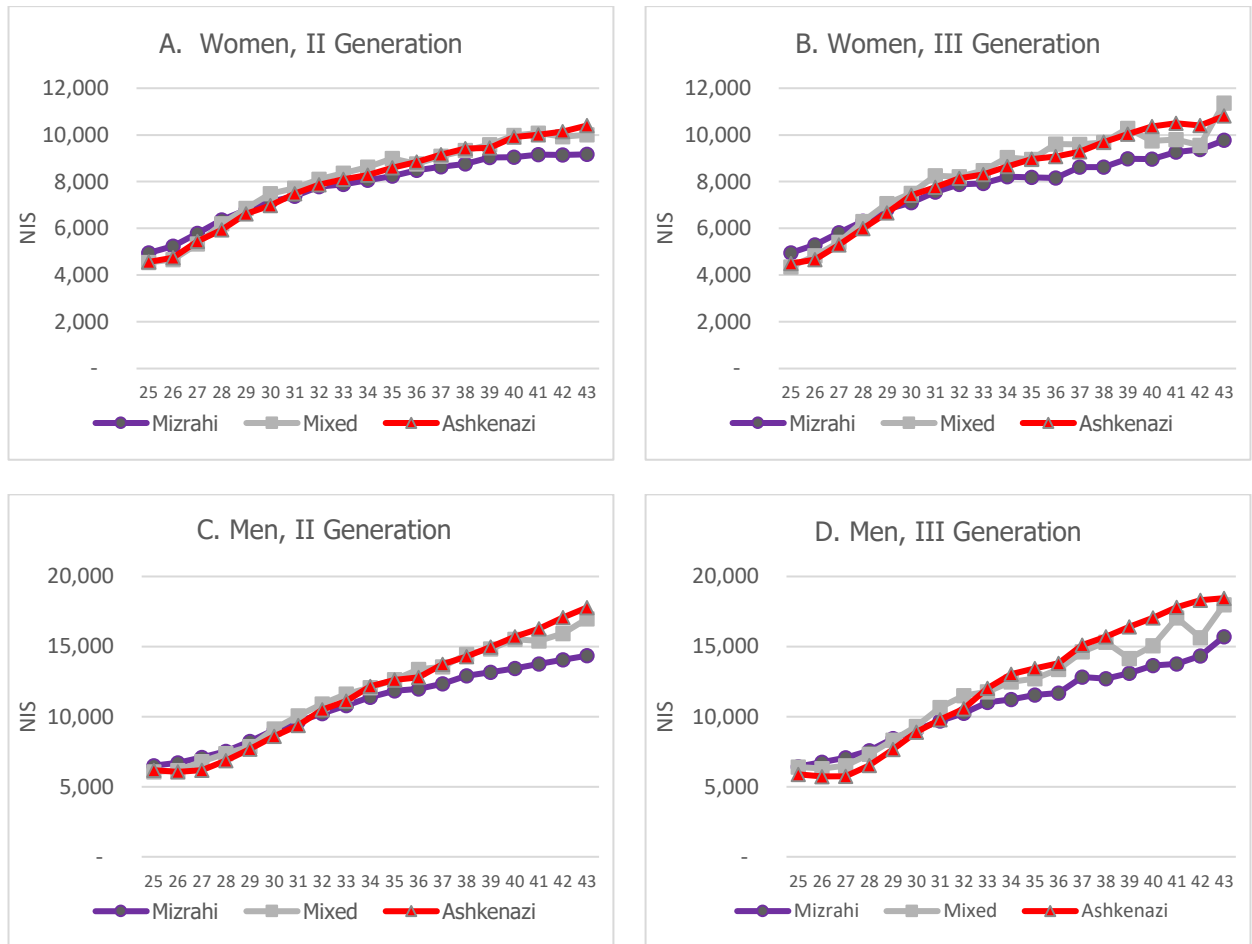 A. Women, II Generation
12,000
10,000
8,000
6,000
4,000
2,000
-
NIS
25 26 27 28 29 30 31 32 33 34 35 36 37 38 39 40 41 42 43
Mizrahi Mixed Ashkenazi
B. Women, III Generation
12,000
10,000
8,000
6,000
4,000
2,000
-
NIS
25 26 27 28 29 30 31 32 33 34 35 36 37 38 39 40 41 42 43
Mizrahi Mixed Ashkenazi
C. Men, II Generation
20,000
15,000
10,000
5,000
-
NIS
25 26 27 28 29 30 31 32 33 34 35 36 37 38 39 40 41 42 43
Mizrahi Mixed Ashkenazi
D. Men, III Generation
20,000
15,000
10,000
5,000
-
NIS
25 26 27 28 29 30 31 32 33 34 35 36 37 38 39 40 41 42 43
Mizrahi Mixed Ashkenazi